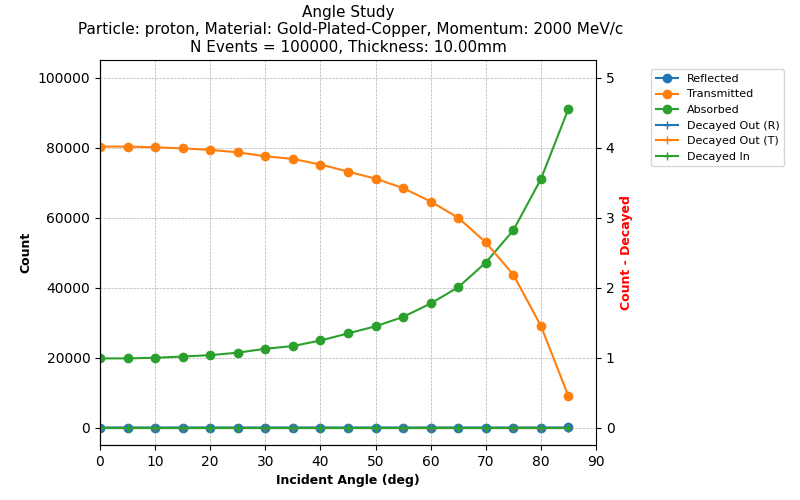 Angle Study
Particle: proton, Material: Gold-Plated-Copper, Momentum: 2000 MeV/c
N Events = 100000, Thickness: 10.00mm
100000
80000
60000
40000
20000
0
Count
0 10 20 30 40 50 60 70 80 90
Incident Angle (deg)
5
4
3
2
1
0
Count - Decayed
Reflected
Transmitted
Absorbed
Decayed Out (R)
Decayed Out (T)
Decayed In